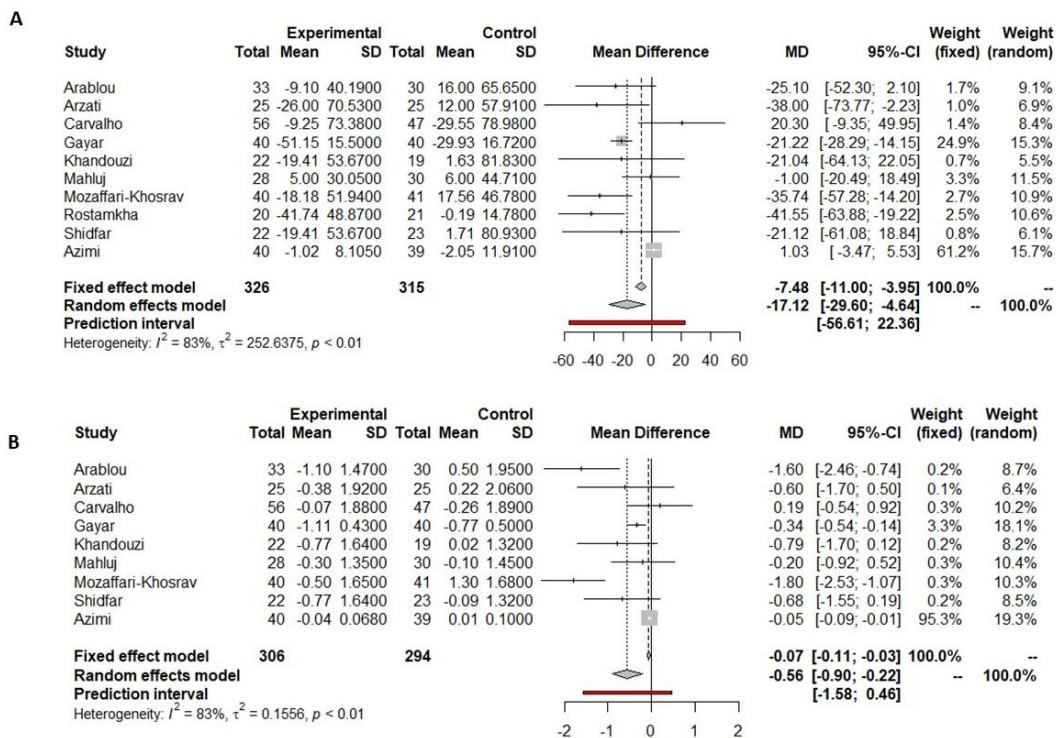 A
Experimental Control Weight Weight
Study Total Mean SD Total Mean SD Mean Difference MD 95%-CI (fixed) (random)
Arablou 33 -9.10 40.1900 30 16.00 65.6500 -25.10 [-52.30; 2.10] 1.7% 9.1%
Arzati 25 -26.00 70.5300 25 12.00 57.9100 -38.00 [-73.77; -2.23] 1.0% 6.9%
Carvalho 56 -9.25 73.3800 47 -29.55 78.9800 20.30 [-9.35; 49.95] 1.4% 8.4%
Gayar 40 -51.15 15.5000 40 -29.93 16.7200 -21.22 [-28.29; -14.15] 24.9% 15.3%
Khandouzi 22 -19.41 53.6700 19 1.63 81.8300 -21.04 [-64.13; 22.05] 0.7% 5.5%
Mahluj 28 5.00 30.0500 30 6.00 44.7100 -1.00 [-20.49; 18.49] 3.3% 11.5%
Mozaffari-Khosrav 40 -18.18 51.9400 41 17.56 46.7800 -35.74 [-57.28; -14.20] 2.7% 10.9%
Rostamkha 20 -41.74 48.8700 21 -0.19 14.7800 -41.55 [-63.88; -19.22] 2.5% 10.6%
Shidfar 22 -19.41 53.6700 23 1.71 80.9300 -21.12 [-61.08; 18.84] 0.8% 6.1%
Azimi 40 -1.02 8.1050 39 -2.05 11.9100 1.03 [-3.47; 5.53] 61.2% 15.7%
Fixed effect model 326 315 -7.48 [-11.00; -3.95] 100.0% --
Random effects model -17.12 [-29.60; -4.64] -- 100.0%
Prediction interval [-56.61; 22.36]
Heterogeneity: I² = 83%, τ² = 252.6375, p < 0.01
-60 -40 -20 0 20 40 60
B
Experimental Control Weight Weight
Study Total Mean SD Total Mean SD Mean Difference MD 95%-CI (fixed) (random)
Arablou 33 -1.10 1.4700 30 0.50 1.9500 -1.60 [-2.46; -0.74] 0.2% 8.7%
Arzati 25 -0.38 1.9200 25 0.22 2.0600 -0.60 [-1.70; 0.50] 0.1% 6.4%
Carvalho 56 -0.07 1.8800 47 -0.26 1.8900 0.19 [-0.54; 0.92] 0.3% 10.2%
Gayar 40 -1.11 0.4300 40 -0.77 0.5000 -0.34 [-0.54; -0.14] 3.3% 18.1%
Khandouzi 22 -0.77 1.6400 19 0.02 1.3200 -0.79 [-1.70; 0.12] 0.2% 8.2%
Mahluj 28 -0.30 1.3500 30 -0.10 1.4500 -0.20 [-0.92; 0.52] 0.3% 10.4%
Mozaffari-Khosrav 40 -0.50 1.6500 41 1.30 1.6800 -1.80 [-2.53; -1.07] 0.3% 10.3%
Shidfar 22 -0.77 1.6400 23 -0.09 1.3200 -0.68 [-1.55; 0.19] 0.2% 8.5%
Azimi 40 -0.04 0.0680 39 0.01 0.1000 -0.05 [-0.09; -0.01] 95.3% 19.3%
Fixed effect model 306 294 -0.07 [-0.11; -0.03] 100.0% --
Random effects model -0.56 [-0.90; -0.22] -- 100.0%
Prediction interval [-1.58; 0.46]
Heterogeneity: I² = 83%, τ² = 0.1556, p < 0.01
-2 -1 0 1 2